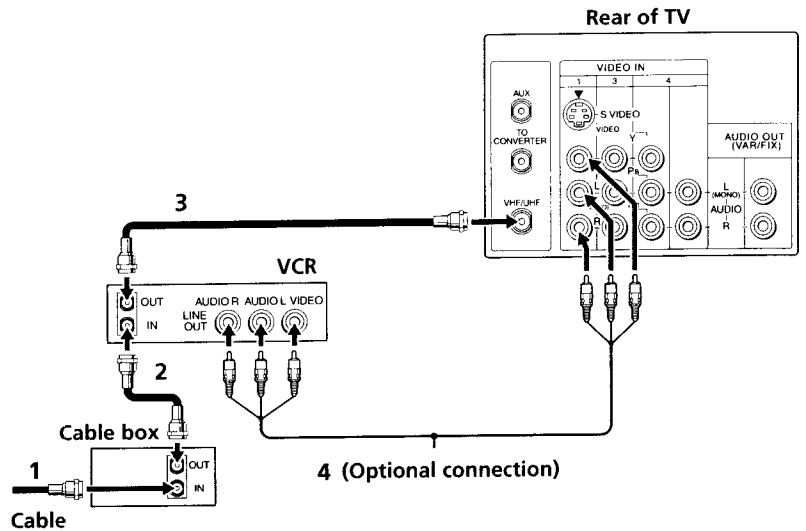 Rear of TV
VIDEO IN
1 3 4
AUX
S VIDEO
VIDEO
TO
CONVERTER
Y
PB
VHF/UHF
L
R
AUDIO OUT
(VAR/FIX)
L
(MONO)
AUDIO
R
3
VCR
OUT
IN
AUDIO R AUDIO L VIDEO
LINE
OUT
2
Cable box
OUT
IN
1
Cable
4 (Optional connection)